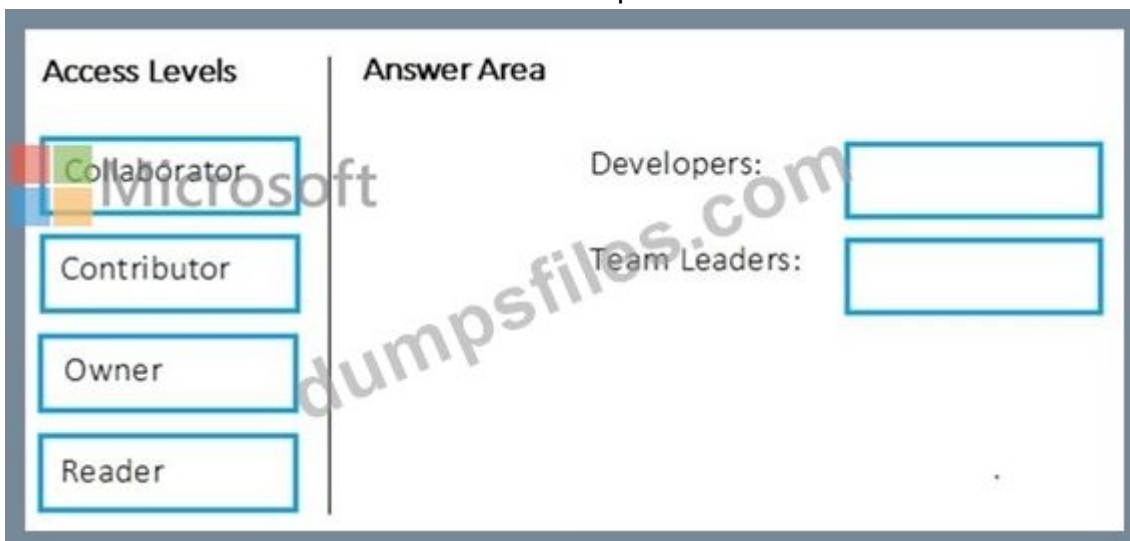 Access Levels
Answer Area
Collaborator
Microsoft
Developers:
Contributor
Team Leaders:
Owner
Reader
dumpsfiles.com